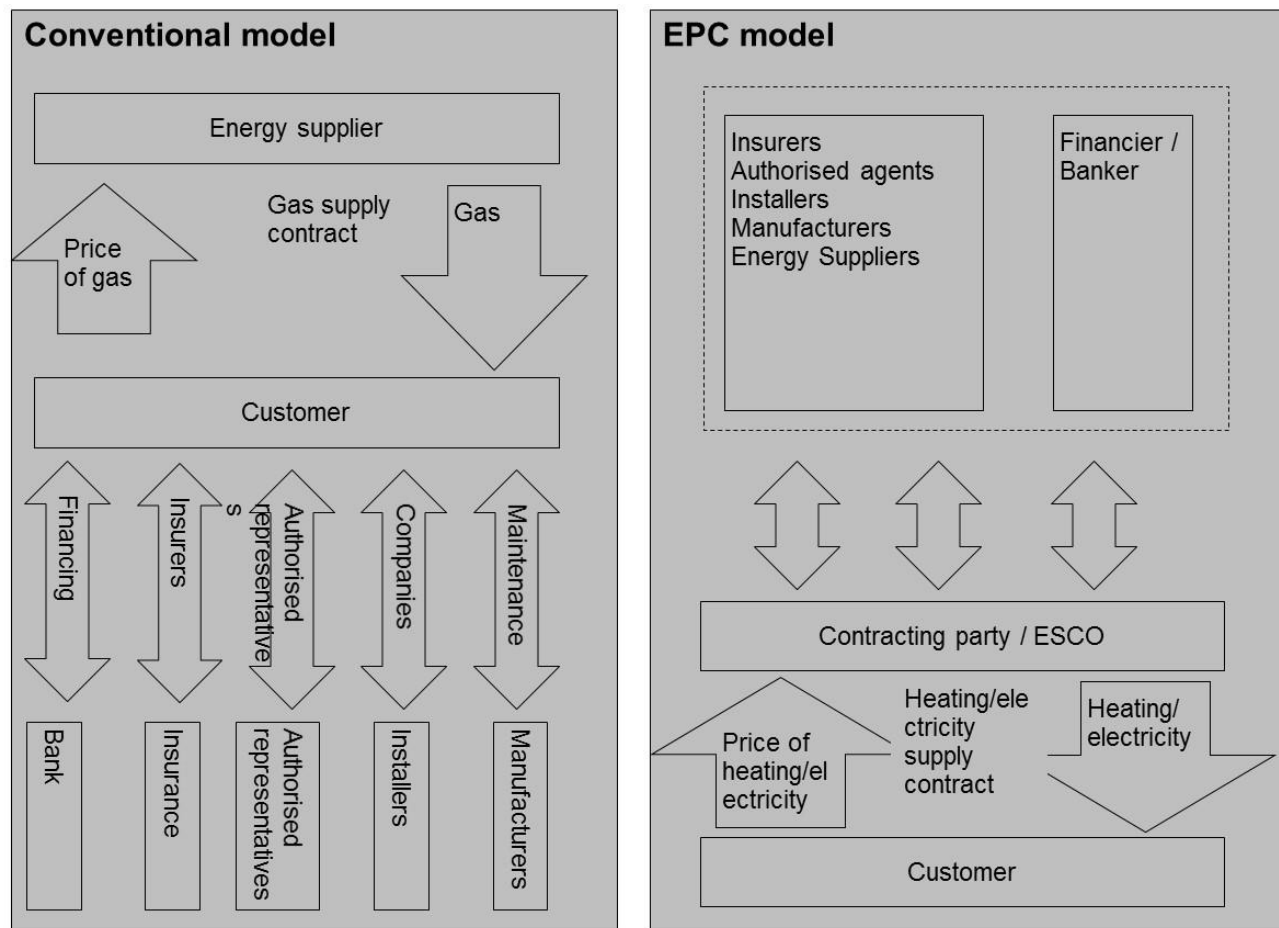 Conventional model
Energy supplier
Price
of gas
Gas supply
contract
Gas
Customer
Financing
Insurers
Authorised
representative
s
Companies
Maintenance
Bank
Insurance
Authorised
representatives
Installers
Manufacturers
EPC model
Insurers
Authorised agents
Installers
Manufacturers
Energy Suppliers
Financier /
Banker
Contracting party / ESCO
Price of
heating/el
ectricity
Heating/ele
ctricity
supply
contract
Heating/
electricity
Customer